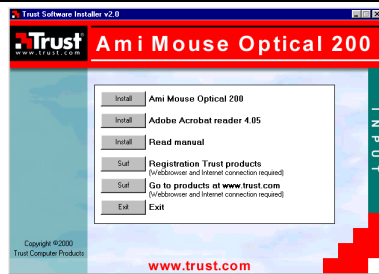 Trust Software Installer v2.0
Trust
www.trust.com
Ami Mouse Optical 200
Install Ami Mouse Optical 200
Install Adobe Acrobat reader 4.05
Install Read manual
Surf Registration Trust products
(Webbrowser and Internet connection required)
Surf Go to products at www.trust.com
(Webbrowser and Internet connection required)
Exit Exit
INPUT
Copyright ©2000
Trust Computer Products
www.trust.com